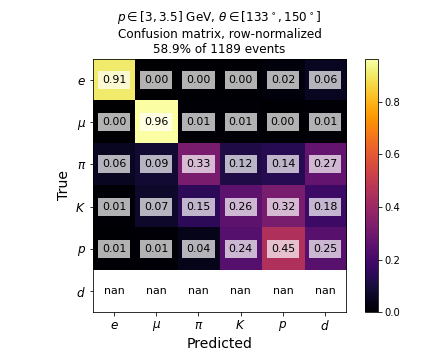 p ∈ [3, 3.5] GeV, θ ∈ [133°, 150°]
Confusion matrix, row-normalized
58.9% of 1189 events
e 0.91 0.00 0.00 0.00 0.02 0.06
μ 0.00 0.96 0.01 0.01 0.00 0.01
π 0.06 0.09 0.33 0.12 0.14 0.27
K 0.01 0.07 0.15 0.26 0.32 0.18
p 0.01 0.01 0.04 0.24 0.45 0.25
d nan nan nan nan nan nan
e μ π K p d
True
Predicted
0.8
0.6
0.4
0.2
0.0